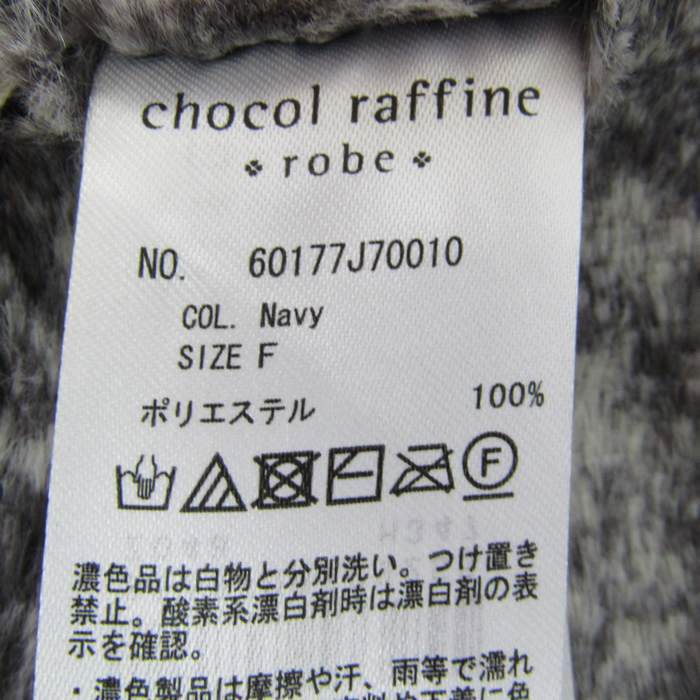 chocol raffine
robe
NO. 60177J70010
COL. Navy
SIZE F
ポリエステル 100%
F
濃色品は白物と分別洗い。つけ置き
禁止。酸素系漂白剤時は漂白剤の表
示を確認。
・濃色製品は摩擦や汗、雨等で濡れ